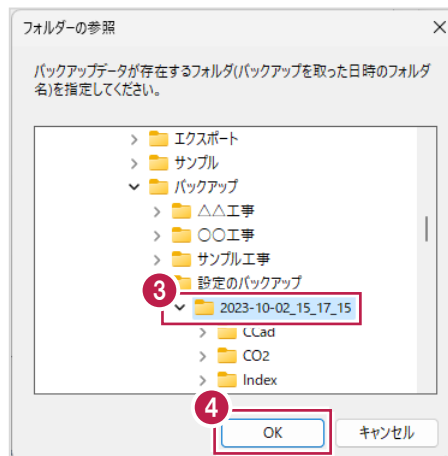 フォルダーの参照
バックアップデータが存在するフォルダ(バックアップを取った日時のフォルダ
名)を指定してください。
エクスポート
サンプル
バックアップ
△△工事
〇〇工事
サンプル工事
設定のバックアップ
3
2023-10-02_15_17_15
CCad
CO2
Index
4
OK
キャンセル